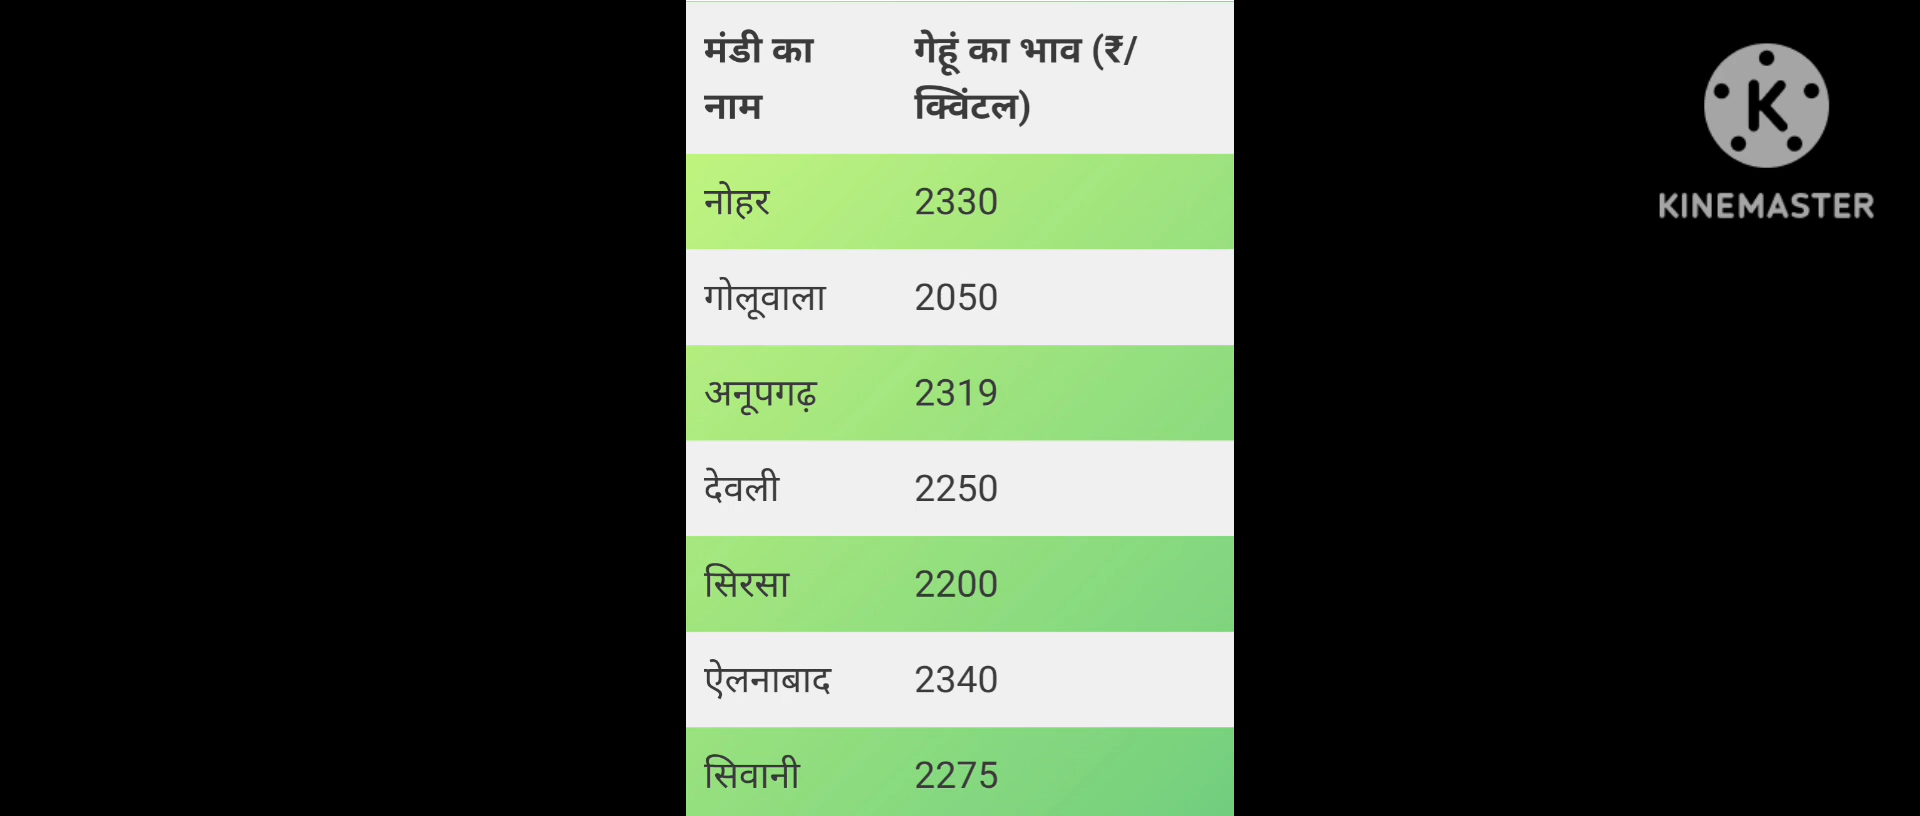 मंडी का नाम गेहूं का भाव (₹/क्विंटल)
नोहर 2330
गोलूवाला 2050
अनूपगढ़ 2319
देवली 2250
सिरसा 2200
ऐलनाबाद 2340
सिवानी 2275
KINEMASTER